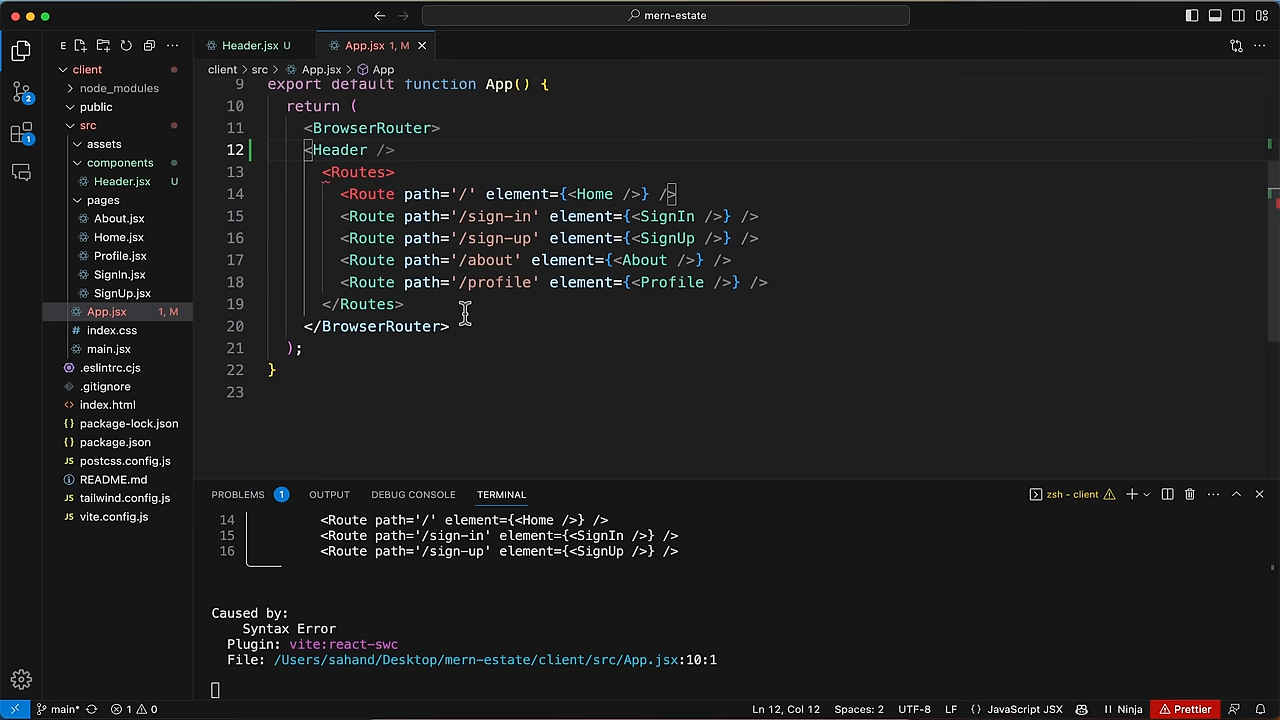 mern-estate
E
Header.jsx U
App.jsx 1, M
client
node_modules
public
src
assets
components
Header.jsx U
pages
About.jsx
Home.jsx
Profile.jsx
SignIn.jsx
SignUp.jsx
App.jsx 1, M
index.css
main.jsx
.eslintrc.cjs
.gitignore
index.html
package-lock.json
package.json
postcss.config.js
README.md
tailwind.config.js
vite.config.js
2
1
client > src > App.jsx > App
9 export default function App() {
10 return (
11 <BrowserRouter>
12 <Header />
13 <Routes>
14 <Route path='/' element={<Home />} />
15 <Route path='/sign-in' element={<SignIn />} />
16 <Route path='/sign-up' element={<SignUp />} />
17 <Route path='/about' element={<About />} />
18 <Route path='/profile' element={<Profile />} />
19 </Routes>
20 </BrowserRouter>
21 );
22 }
23
PROBLEMS 1 OUTPUT DEBUG CONSOLE TERMINAL
zsh - client
14 <Route path='/' element={<Home />} />
15 <Route path='/sign-in' element={<SignIn />} />
16 <Route path='/sign-up' element={<SignUp />} />
Caused by:
Syntax Error
Plugin: vite:react-swc
File: /Users/sahand/Desktop/mern-estate/client/src/App.jsx:10:1
main* 1 0
Ln 12, Col 12 Spaces: 2 UTF-8 LF {} JavaScript JSX Ninja Prettier